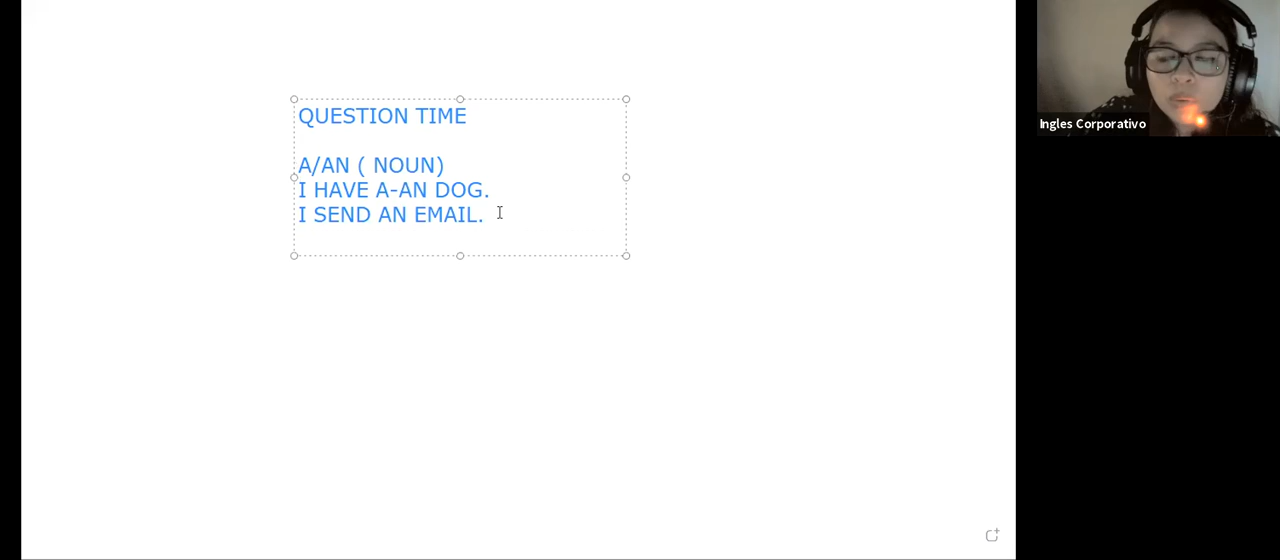 QUESTION TIME
A/AN ( NOUN)
I HAVE A-AN DOG.
I SEND AN EMAIL.
Ingles Corporativo